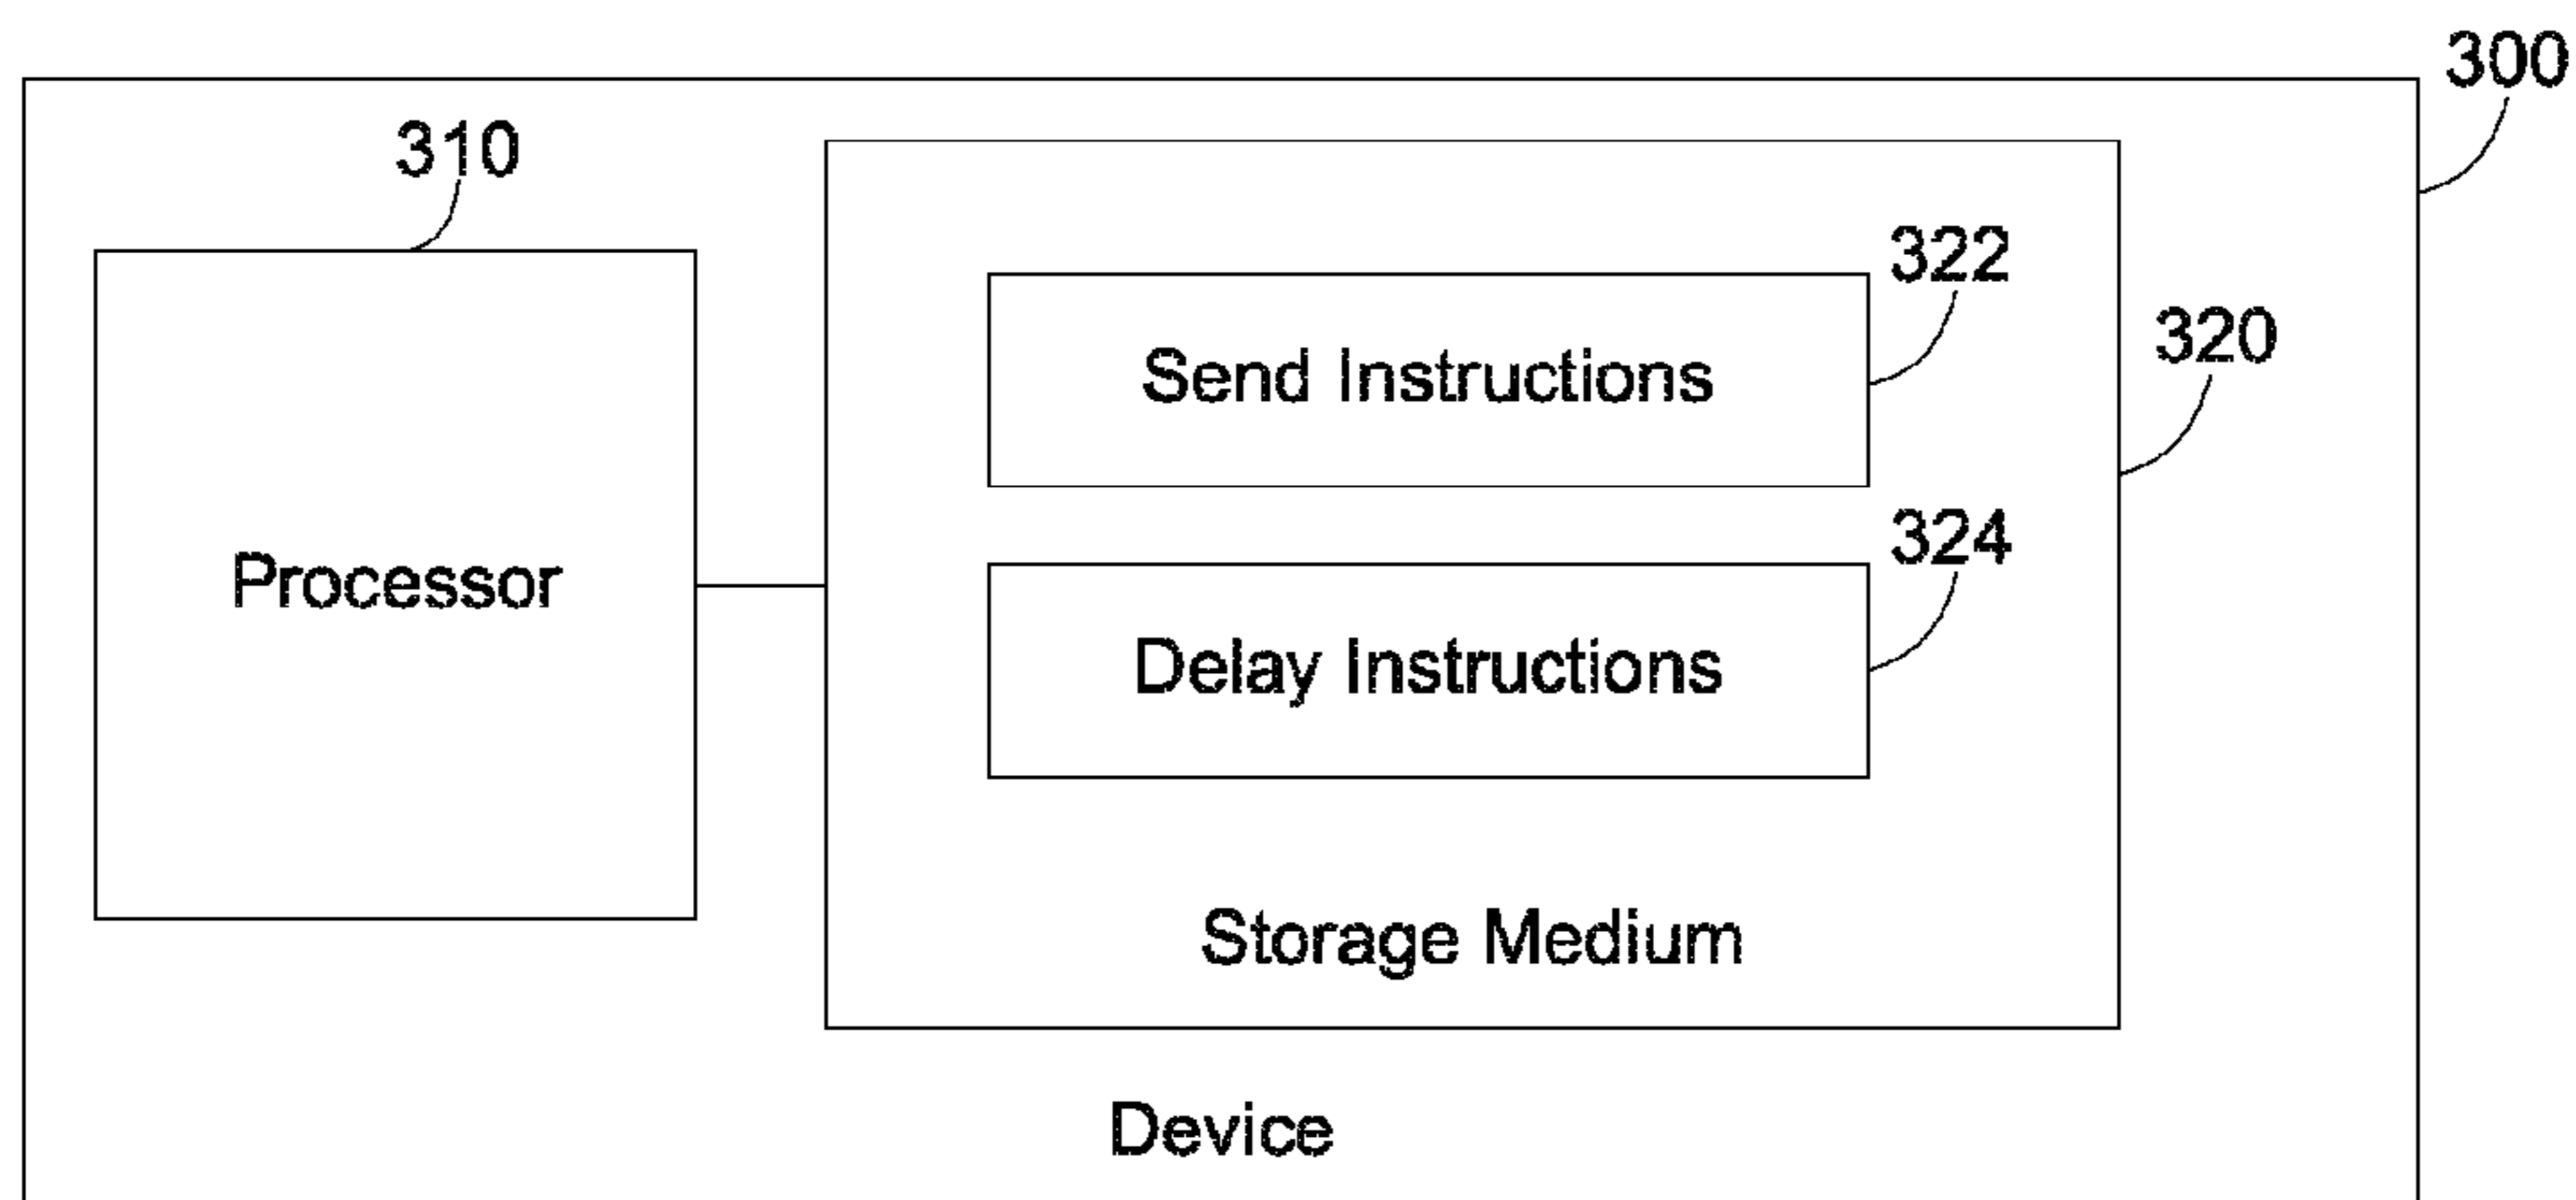 300
310
322
Send Instructions
320
324
Processor
Delay Instructions
Storage Medium
Device